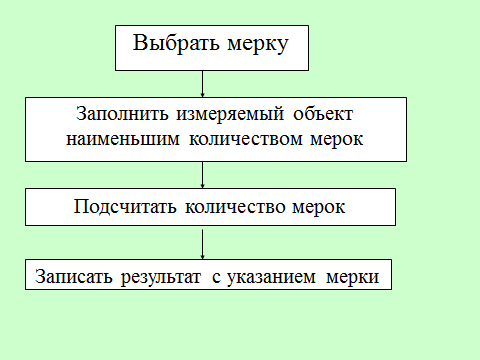 Выбрать мерку
Заполнить измеряемый объект
наименьшим количеством мерок
Подсчитать количество мерок
Записать результат с указанием мерки